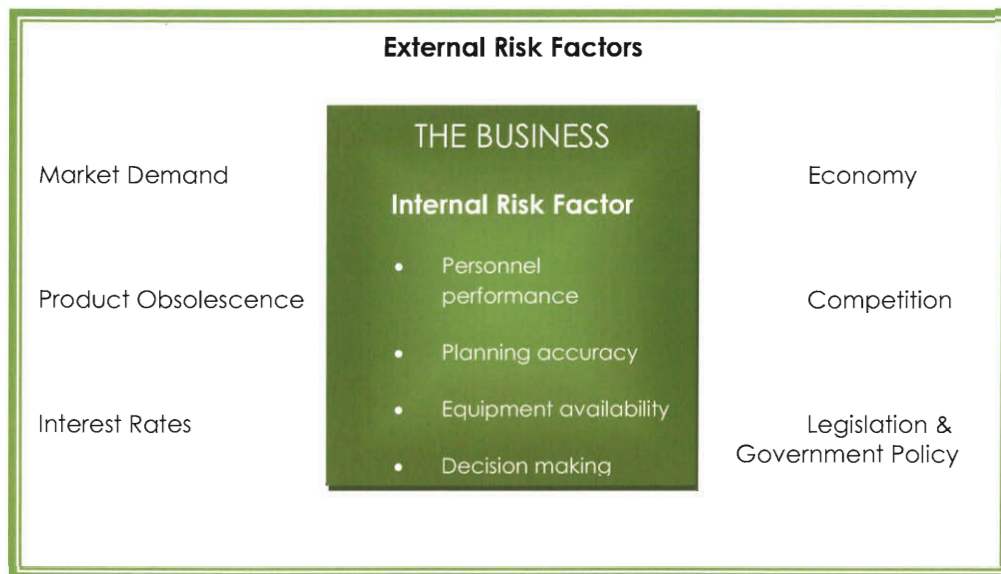 External Risk Factors
THE BUSINESS
Internal Risk Factor
• Personnel
performance
• Planning accuracy
• Equipment availability
• Decision making
Market Demand
Product Obsolescence
Interest Rates
Economy
Competition
Legislation &
Government Policy